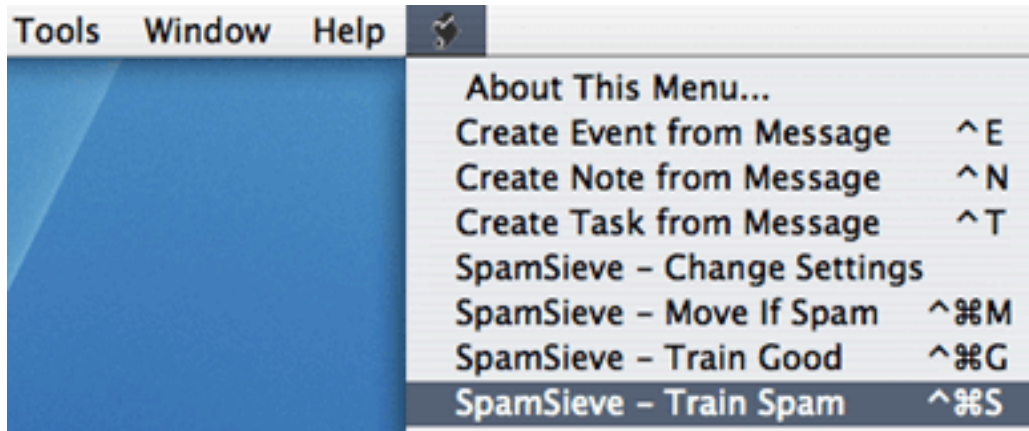 Tools Window Help
About This Menu...
Create Event from Message ^E
Create Note from Message ^N
Create Task from Message ^T
SpamSieve – Change Settings
SpamSieve – Move If Spam ^⌘M
SpamSieve – Train Good ^⌘G
SpamSieve – Train Spam ^⌘S